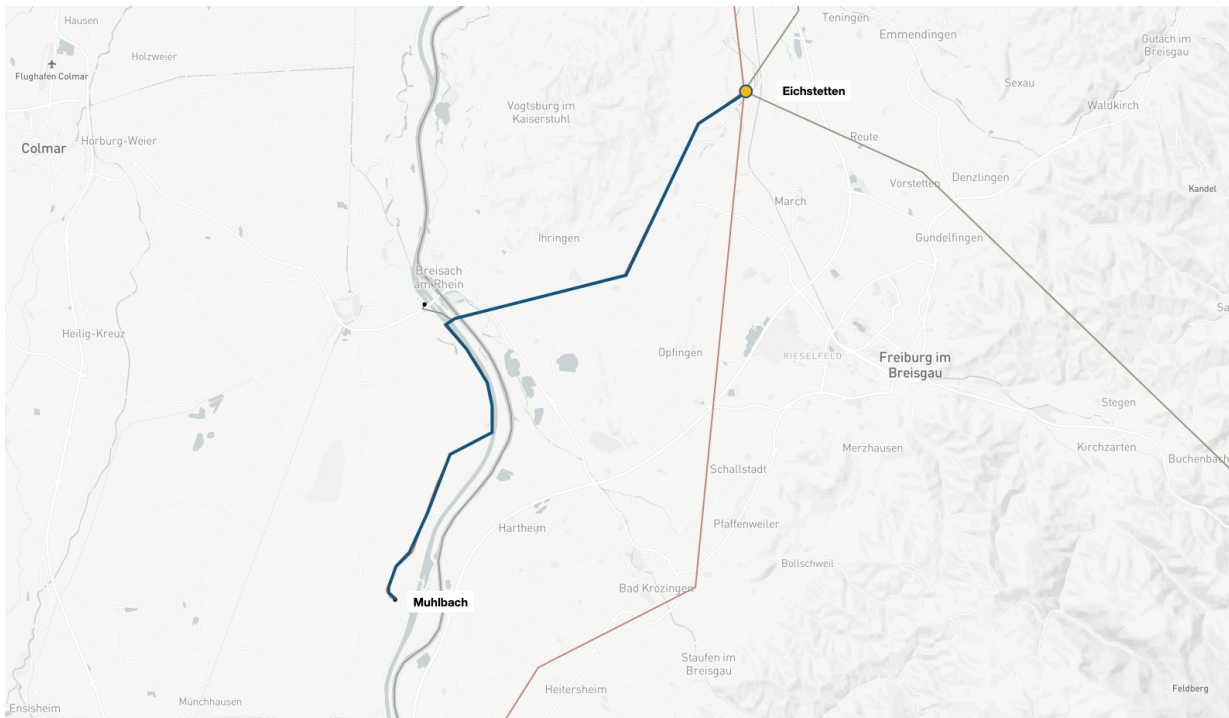 Hausen
Teningen
Emmendingen
Gutach im
Breisgau
Holzweier
Flughafen Colmar
Sexau
Eichstetten
Vogtsburg im
Kaiserstuhl
Waldkirch
Reute
Colmar
Horburg-Weier
Vörstetten
Denzlingen
Kandel
March
Ihringen
Gundelfingen
Breisach
am Rhein
Sa
Heilig-Kreuz
Opfingen
RIESELFELD
Freiburg im
Breisgau
Stegen
Merzhausen
Kirchzarten
Buchenbach
Schallstadt
Hartheim
Pfaffenweiler
Bollschweil
Bad Krozingen
Muhlbach
Staufen im
Breisgau
Heitersheim
Feldberg
Münchhausen
Ensisheim